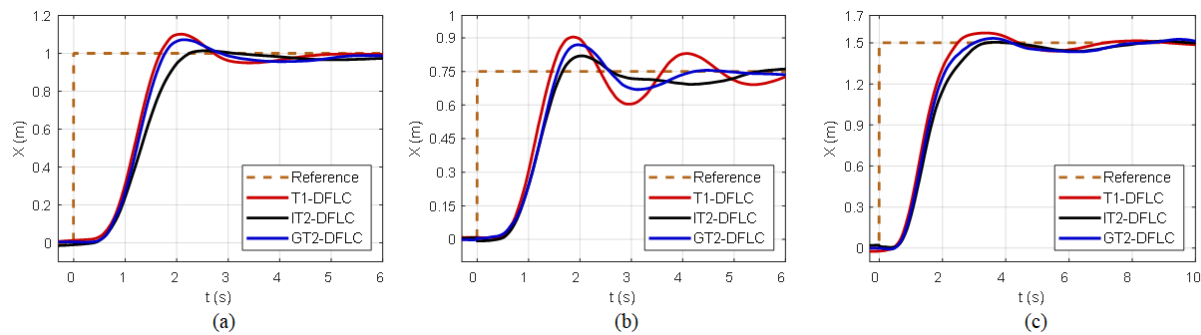 1.2
1
0.8
0.6
0.4
0.2
0
X (m)
Reference
T1-DFLC
IT2-DFLC
GT2-DFLC
0 1 2 3 4 5 6
t (s)
(a)
1
0.9
0.75
0.6
0.45
0.3
0.15
0
X (m)
Reference
T1-DFLC
IT2-DFLC
GT2-DFLC
0 1 2 3 4 5 6
t (s)
(b)
1.7
1.5
1.2
0.9
0.6
0.3
0
X (m)
Reference
T1-DFLC
IT2-DFLC
GT2-DFLC
0 2 4 6 8 10
t (s)
(c)